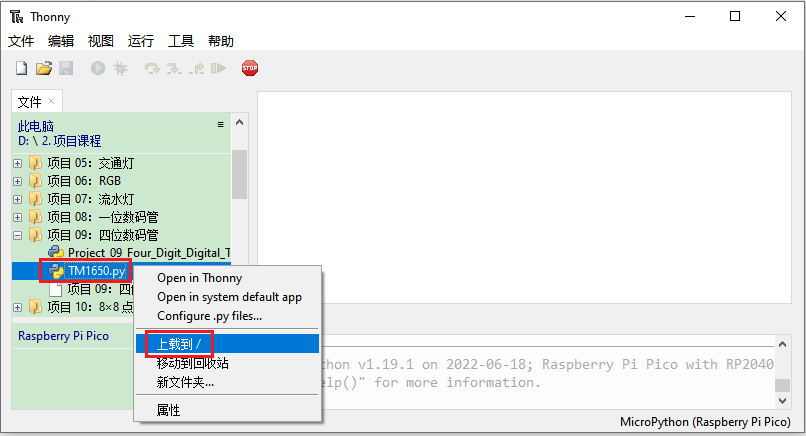 Thonny
文件 编辑 视图 运行 工具 帮助
STOP
文件
此电脑
D: \ 2. 项目课程
项目 05：交通灯
项目 06：RGB
项目 07：流水灯
项目 08：一位数码管
项目 09：四位数码管
Project_09_Four_Digit_Digital_T
TM1650.py
项目 09：四
项目 10：8×8 点
Open in Thonny
Open in system default app
Configure .py files...
上载到 /
移动到回收站
新文件夹...
属性
Raspberry Pi Pico
thon v1.19.1 on 2022-06-18; Raspberry Pi Pico with RP2040
elp()" for more information.
MicroPython (Raspberry Pi Pico)